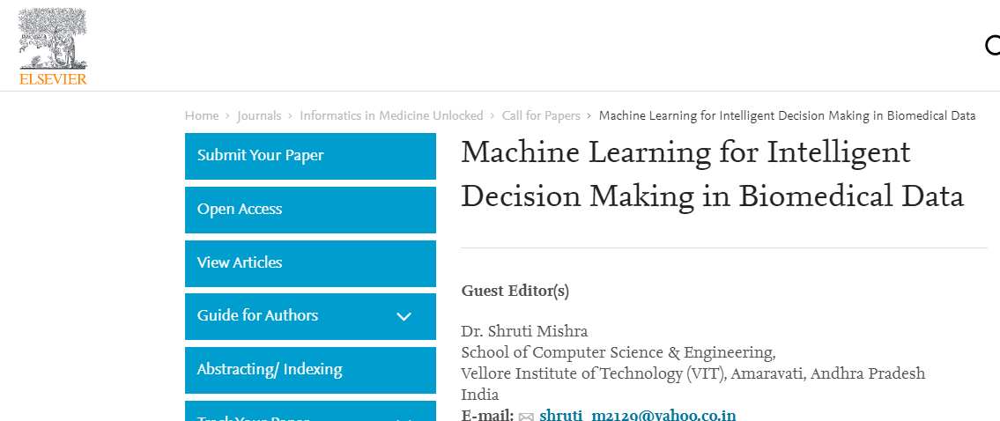 ELSEVIER
Home > Journals > Informatics in Medicine Unlocked > Call for Papers > Machine Learning for Intelligent Decision Making in Biomedical Data
Submit Your Paper
Open Access
View Articles
Guide for Authors
Abstracting/ Indexing
Track Your Paper
Machine Learning for Intelligent
Decision Making in Biomedical Data
Guest Editor(s)
Dr. Shruti Mishra
School of Computer Science & Engineering,
Vellore Institute of Technology (VIT), Amaravati, Andhra Pradesh
India
E-mail: shruti_m2129@yahoo.co.in